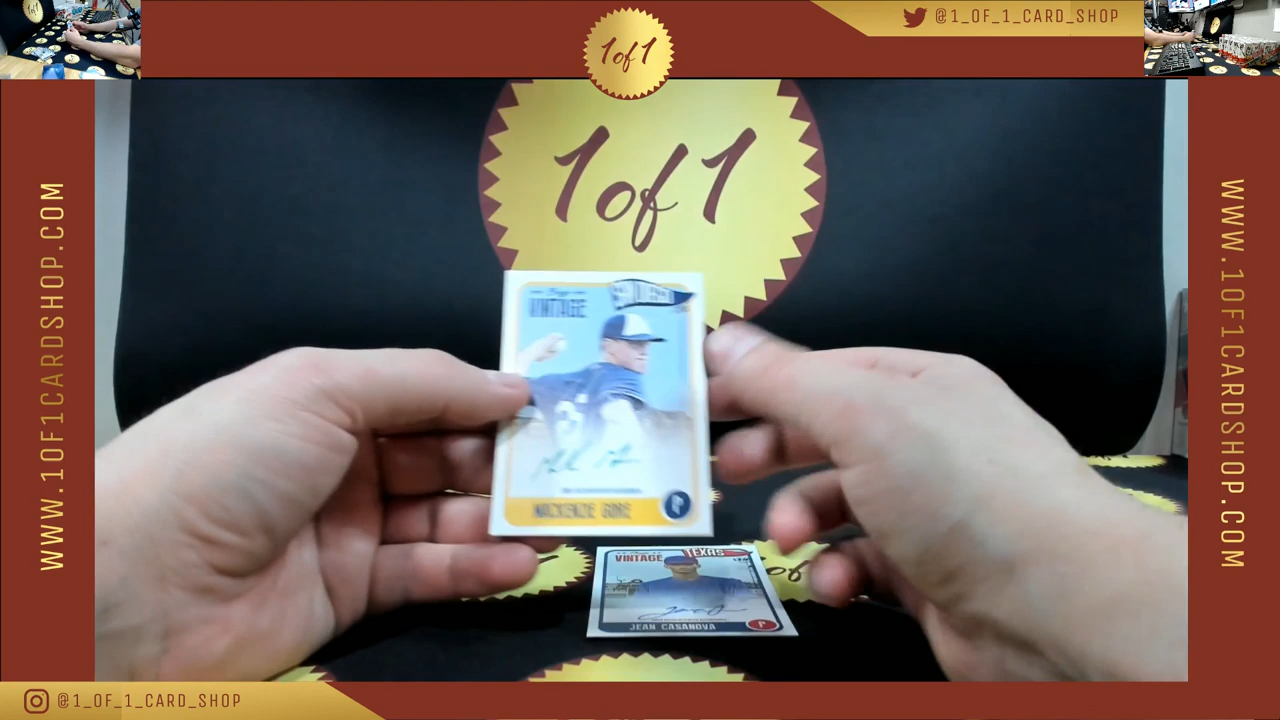 @1_OF_1_CARD_SHOP
1of1
1of1
WWW.1OF1CARDSHOP.COM
WWW.1OF1CARDSHOP.COM
VINTAGE
MACKENZIE GORE
P
VINTAGE
TEXAS
JEAN CASANOVA
P
@1_OF_1_CARD_SHOP